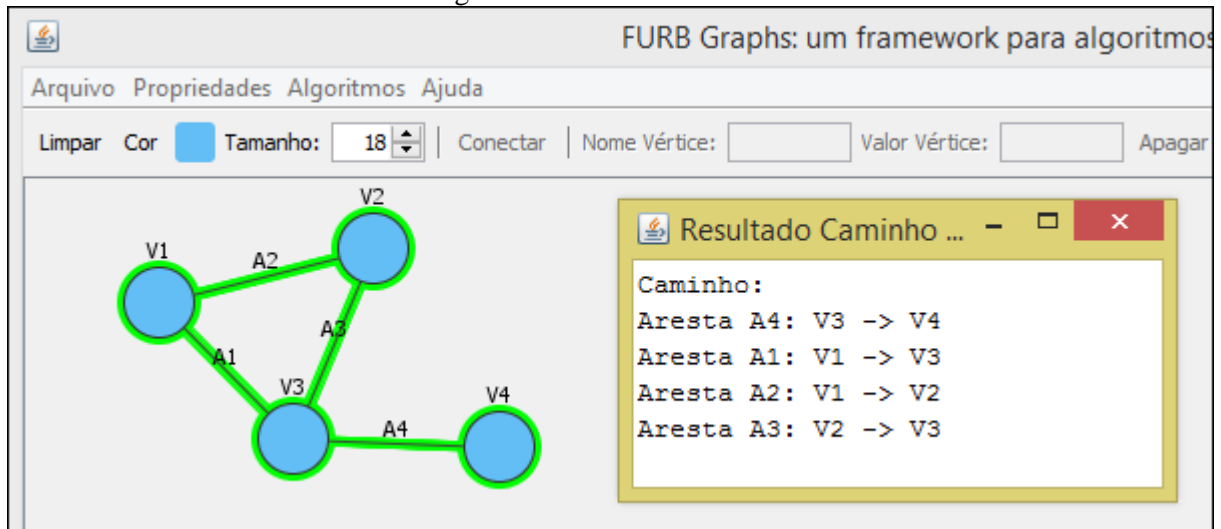 FURB Graphs: um framework para algoritmos
Arquivo Propriedades Algoritmos Ajuda
Limpar Cor Tamanho: 18 Conectar Nome Vértice: Valor Vértice: Apagar
V2
V1
A2
A3
A1
V3
V4
A4
Resultado Caminho ...
Caminho:
Aresta A4: V3 -> V4
Aresta A1: V1 -> V3
Aresta A2: V1 -> V2
Aresta A3: V2 -> V3